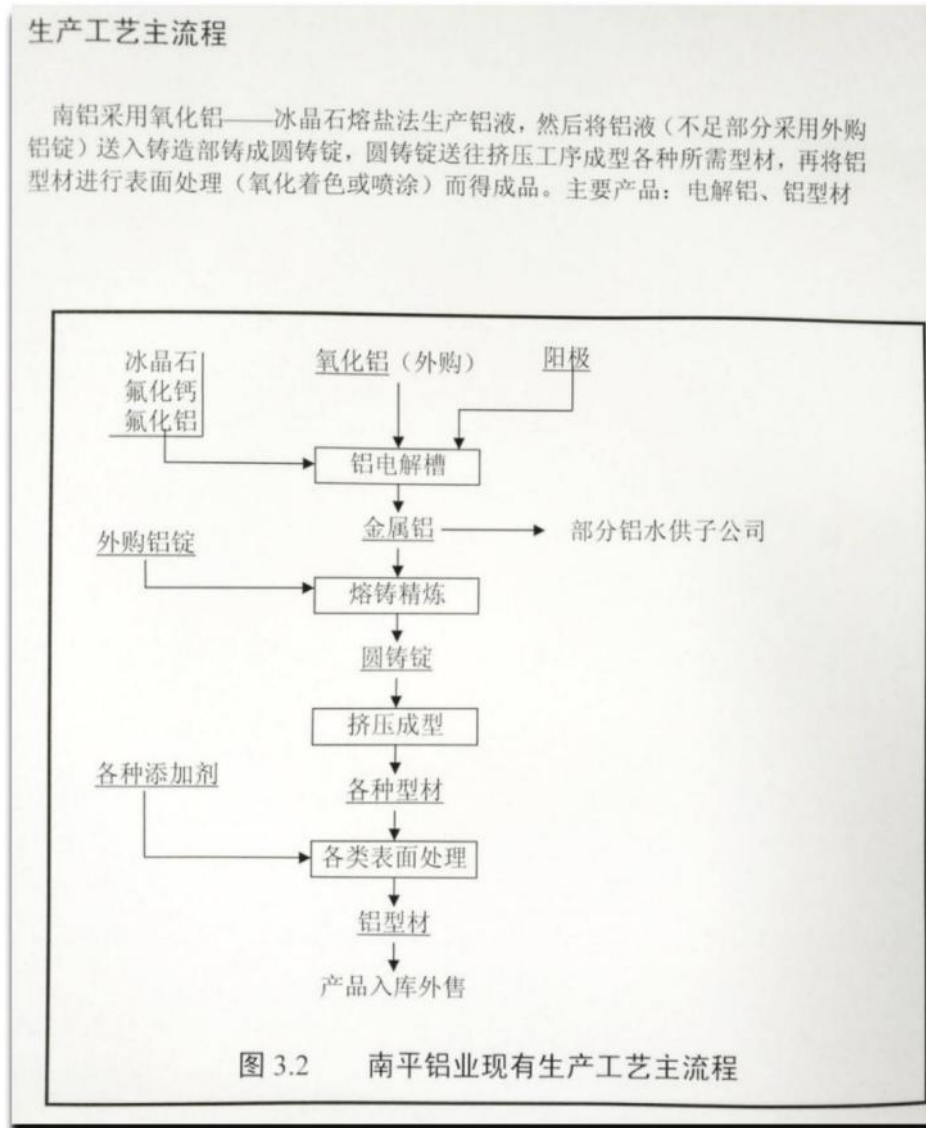 生产工艺主流程
南铝采用氧化铝——冰晶石熔盐法生产铝液，然后将铝液（不足部分采用外购
铝锭）送入铸造部铸成圆铸锭，圆铸锭送往挤压工序成型各种所需型材，再将铝
型材进行表面处理（氧化着色或喷涂）而得成品。主要产品：电解铝、铝型材
冰晶石
氟化钙
氟化铝
氧化铝（外购）
阳极
铝电解槽
金属铝
部分铝水供子公司
外购铝锭
熔铸精炼
圆铸锭
挤压成型
各种添加剂
各种型材
各类表面处理
铝型材
产品入库外售
图 3.2 南平铝业现有生产工艺主流程